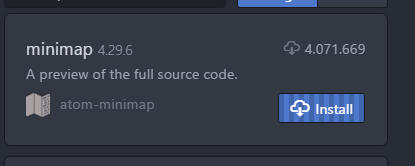 minimap 4.29.6 4.071.669
A preview of the full source code.
atom-minimap Install